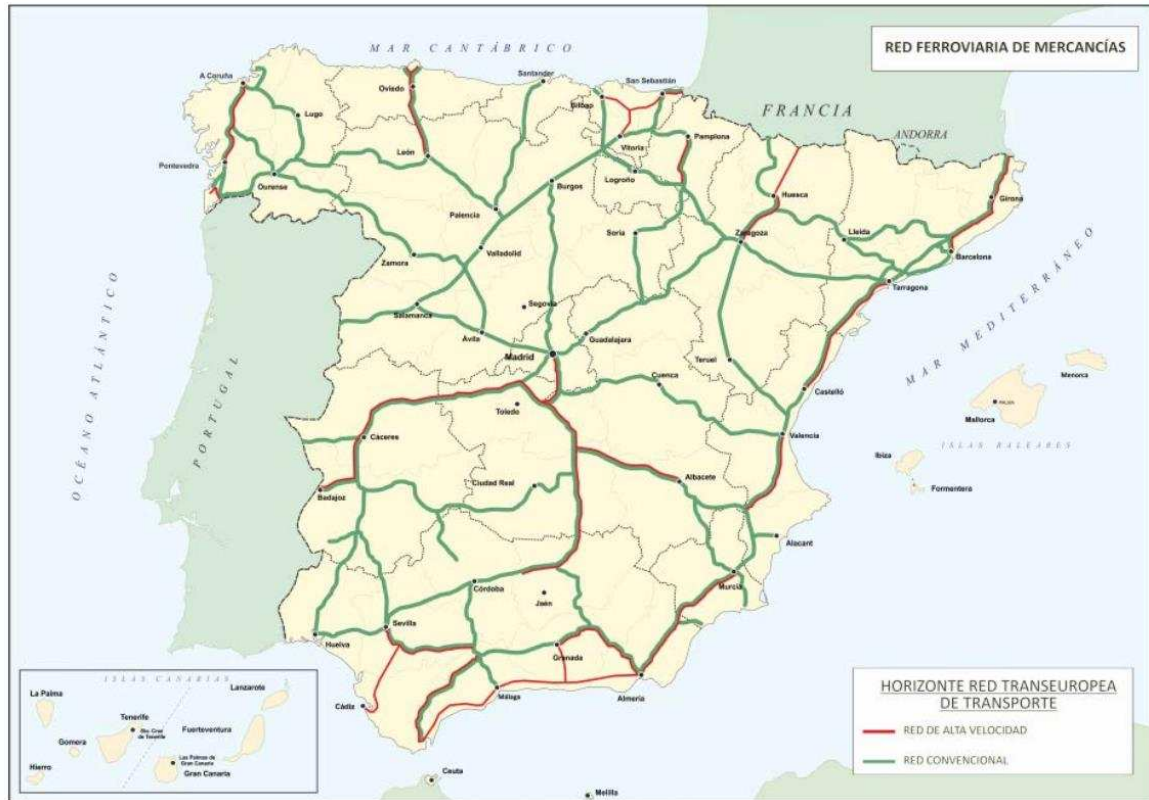 RED FERROVIARIA DE MERCANCÍAS
MAR CANTÁBRICO
A Coruña
Oviedo
Santander
San Sebastián
Bilbao
FRANCIA
ANDORRA
Lugo
Pontevedra
Ourense
León
Vitoria
Pamplona
Logroño
Burgos
Palencia
Huesca
Girona
Zamora
Valladolid
Soria
Zaragoza
Lleida
Barcelona
Tarragona
Segovia
Salamanca
Ávila
Guadalajara
Madrid
Teruel
Cuenca
Castelló
Toledo
Cáceres
Valencia
OCÉANO ATLÁNTICO
PORTUGAL
MAR MEDITERRÁNEO
Menorca
Mallorca
PALMA
ISLAS BALEARES
Ibiza
Formentera
Badajoz
Ciudad Real
Albacete
Alacant
Murcia
Córdoba
Jaén
Sevilla
Huelva
Granada
Cádiz
Málaga
Almería
Ceuta
Melilla
ISLAS CANARIAS
La Palma
Lanzarote
Tenerife
Sta. Cruz
de Tenerife
Fuerteventura
Gomera
Las Palmas de
Gran Canaria
Hierro
Gran Canaria
HORIZONTE RED TRANSEUROPEA
DE TRANSPORTE
RED DE ALTA VELOCIDAD
RED CONVENCIONAL